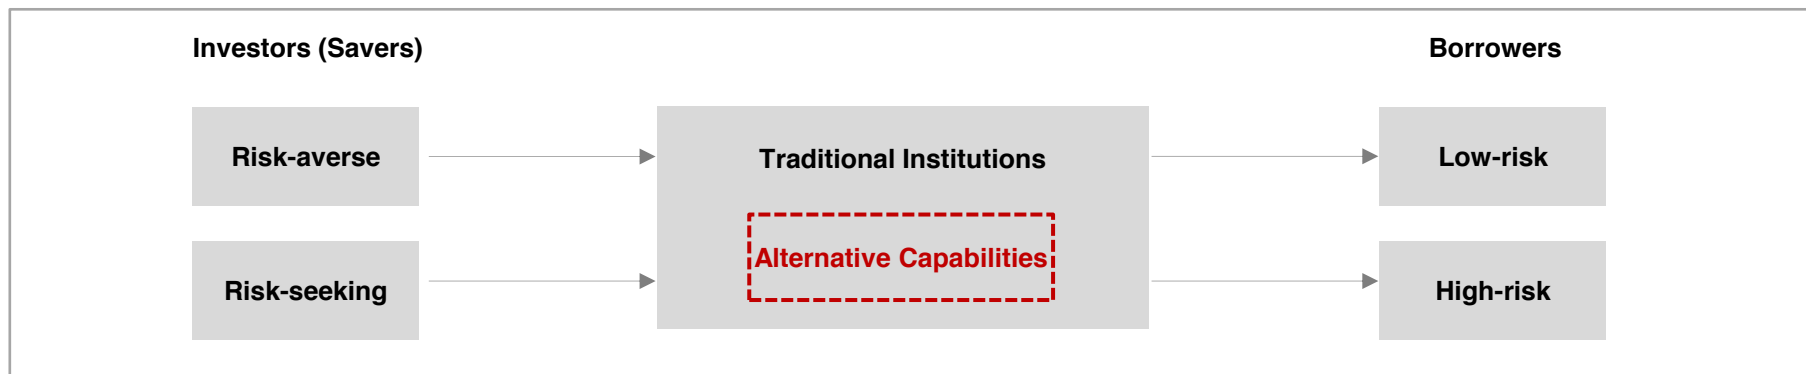 Investors (Savers)
Borrowers
Risk-averse
Traditional Institutions
Low-risk
Alternative Capabilities
Risk-seeking
High-risk